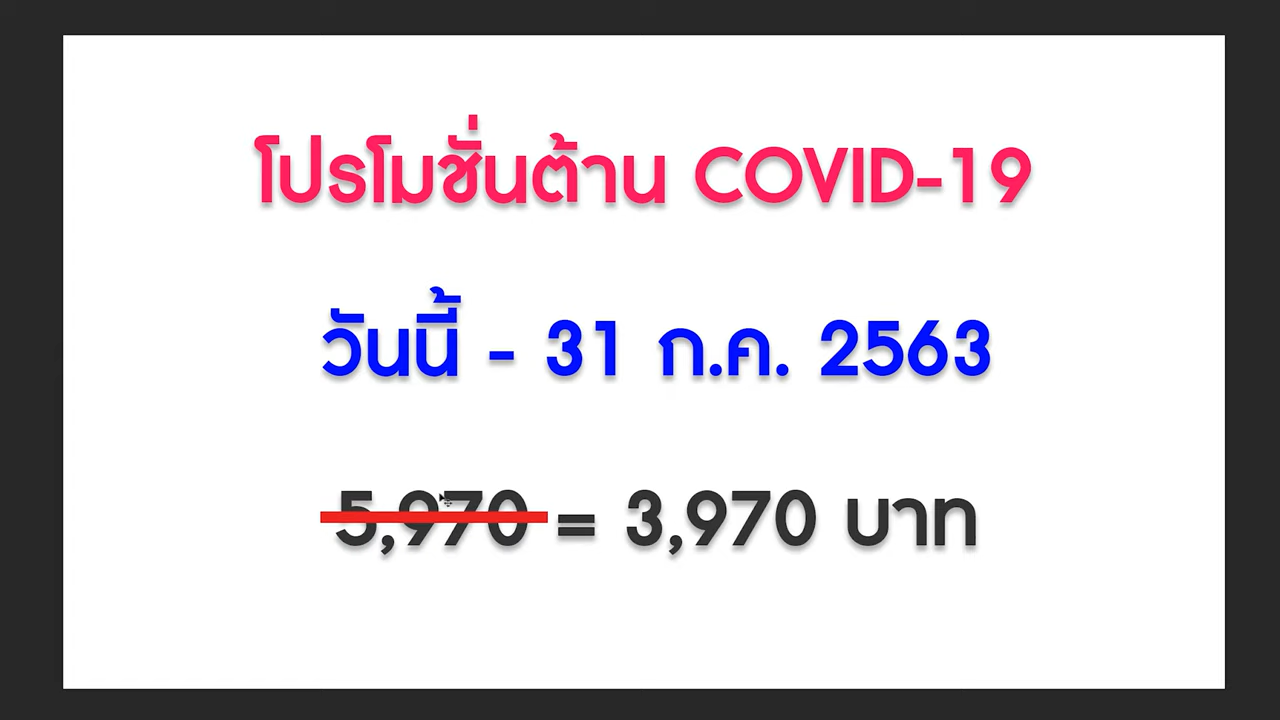 โปรโมชั่นต้าน COVID-19
วันนี้ - 31 ก.ค. 2563
5,970 = 3,970 บาท